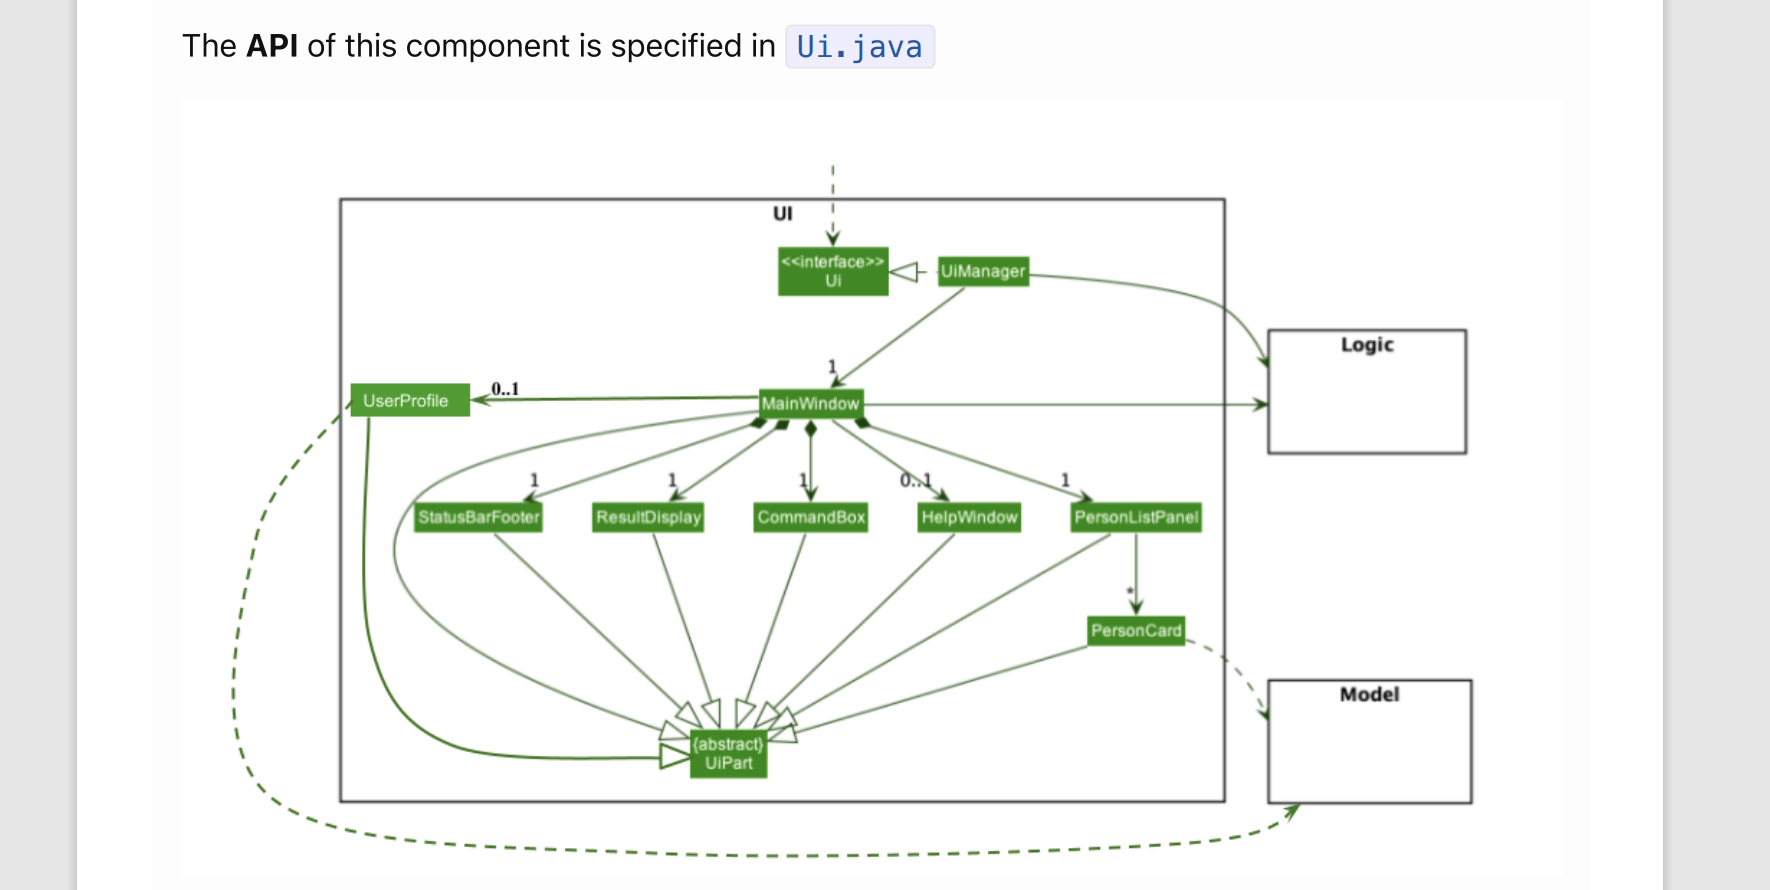 The API of this component is specified in Ui.java
UI
<<interface>>
Ui
UiManager
Logic
1
UserProfile
0..1
MainWindow
1
1
1
0..1
1
StatusBarFooter
ResultDisplay
CommandBox
HelpWindow
PersonListPanel
*
PersonCard
Model
{abstract}
UiPart